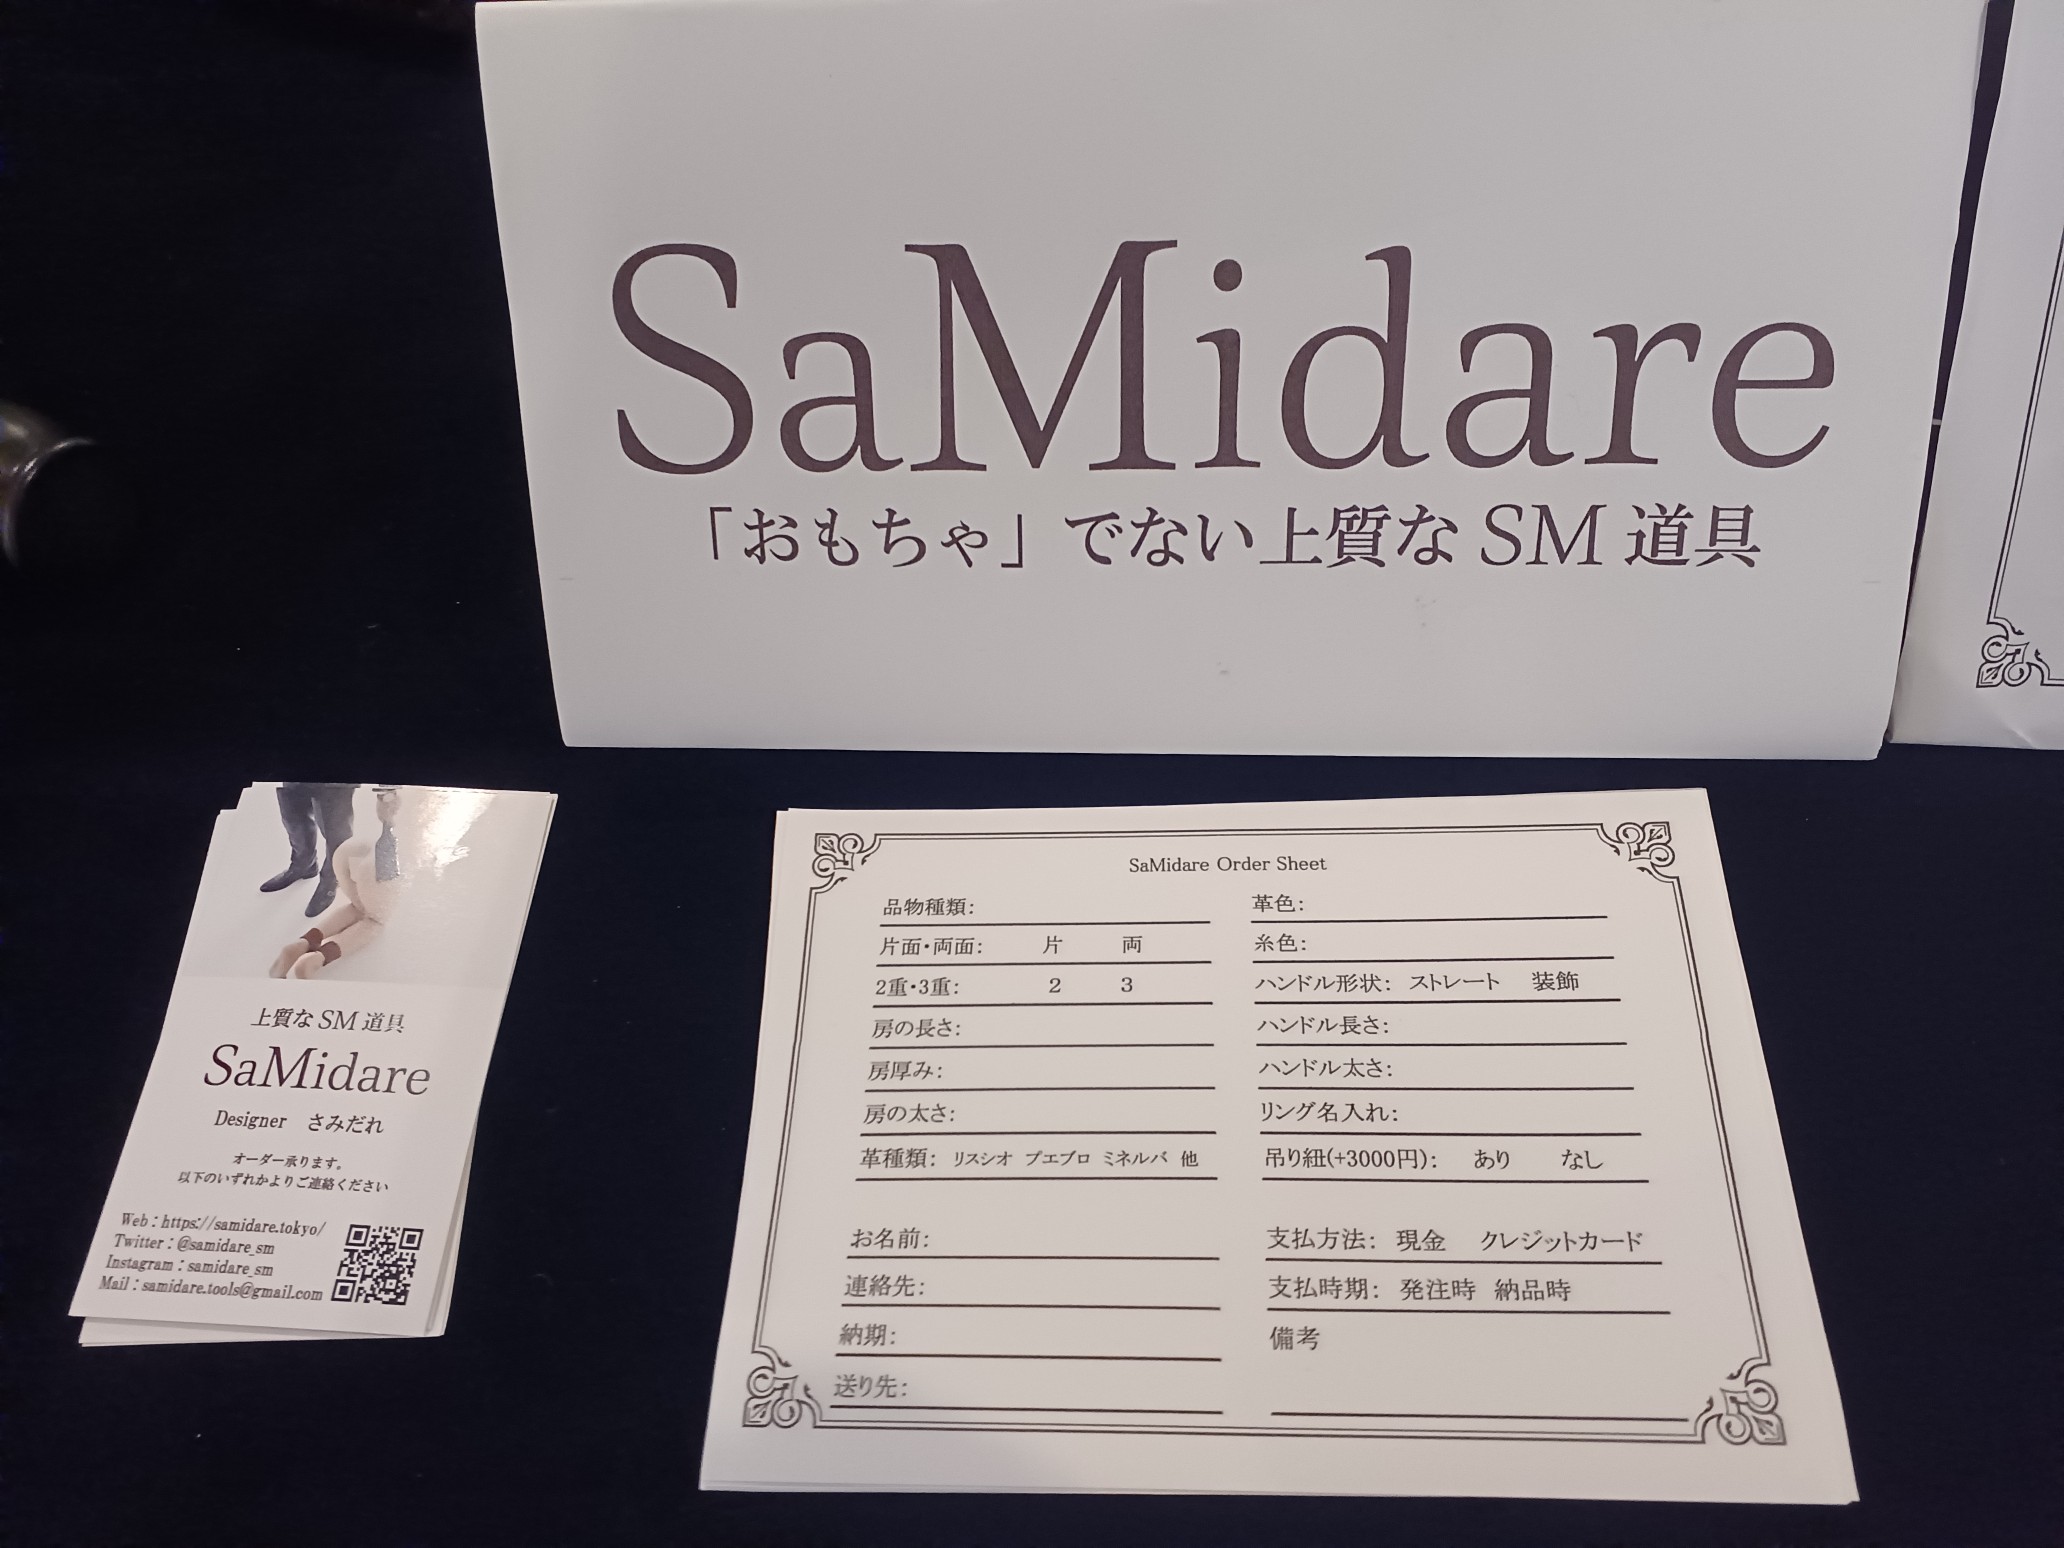 SaMidare
「おもちゃ」でない上質な SM 道具
上質な SM 道具
SaMidare
Designer さみだれ
オーダー承ります。
以下のいずれかよりご連絡ください
Web : https://samidare.tokyo/
Twitter : @samidare_sm
Instagram : samidare_sm
Mail : samidare.tools@gmail.com
SaMidare Order Sheet
品物種類:
片面・両面: 片 両
2重・3重: 2 3
房の長さ:
房厚み:
房の太さ:
革種類: リスシオ プエブロ ミネルバ 他
お名前:
連絡先:
納期:
送り先:
革色:
糸色:
ハンドル形状: ストレート 装飾
ハンドル長さ:
ハンドル太さ:
リング名入れ:
吊り紐(+3000円): あり なし
支払方法: 現金 クレジットカード
支払時期: 発注時 納品時
備考